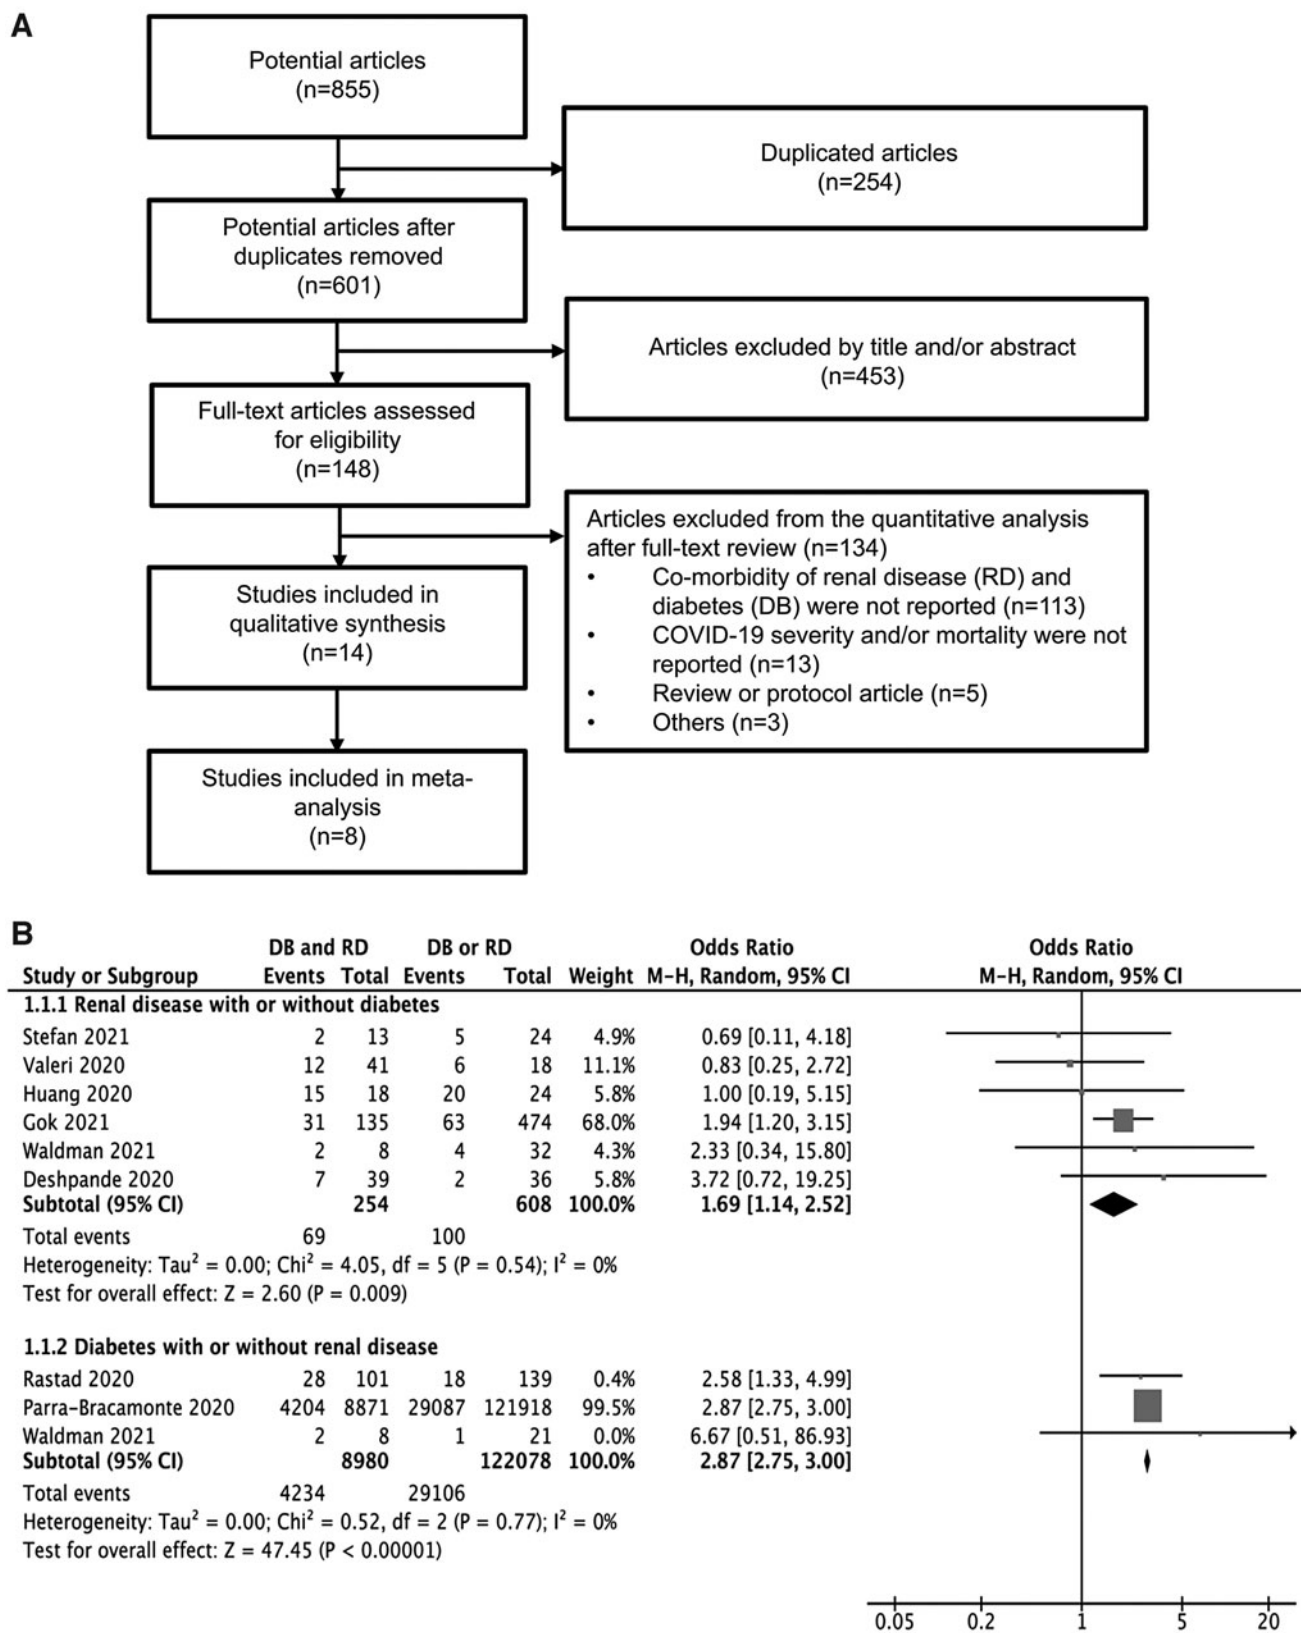 A
Potential articles
(n=855)
Duplicated articles
(n=254)
Potential articles after
duplicates removed
(n=601)
Articles excluded by title and/or abstract
(n=453)
Full-text articles assessed
for eligibility
(n=148)
Articles excluded from the quantitative analysis
after full-text review (n=134)
• Co-morbidity of renal disease (RD) and
diabetes (DB) were not reported (n=113)
• COVID-19 severity and/or mortality were not
reported (n=13)
• Review or protocol article (n=5)
• Others (n=3)
Studies included in
qualitative synthesis
(n=14)
Studies included in meta-
analysis
(n=8)
B
DB and RD DB or RD Odds Ratio Odds Ratio
Study or Subgroup Events Total Events Total Weight M-H, Random, 95% CI M-H, Random, 95% CI
1.1.1 Renal disease with or without diabetes
Stefan 2021 2 13 5 24 4.9% 0.69 [0.11, 4.18]
Valeri 2020 12 41 6 18 11.1% 0.83 [0.25, 2.72]
Huang 2020 15 18 20 24 5.8% 1.00 [0.19, 5.15]
Gok 2021 31 135 63 474 68.0% 1.94 [1.20, 3.15]
Waldman 2021 2 8 4 32 4.3% 2.33 [0.34, 15.80]
Deshpande 2020 7 39 2 36 5.8% 3.72 [0.72, 19.25]
Subtotal (95% CI) 254 608 100.0% 1.69 [1.14, 2.52]
Total events 69 100
Heterogeneity: Tau² = 0.00; Chi² = 4.05, df = 5 (P = 0.54); I² = 0%
Test for overall effect: Z = 2.60 (P = 0.009)
1.1.2 Diabetes with or without renal disease
Rastad 2020 28 101 18 139 0.4% 2.58 [1.33, 4.99]
Parra-Bracamonte 2020 4204 8871 29087 121918 99.5% 2.87 [2.75, 3.00]
Waldman 2021 2 8 1 21 0.0% 6.67 [0.51, 86.93]
Subtotal (95% CI) 8980 122078 100.0% 2.87 [2.75, 3.00]
Total events 4234 29106
Heterogeneity: Tau² = 0.00; Chi² = 0.52, df = 2 (P = 0.77); I² = 0%
Test for overall effect: Z = 47.45 (P < 0.00001)
0.05 0.2 1 5 20